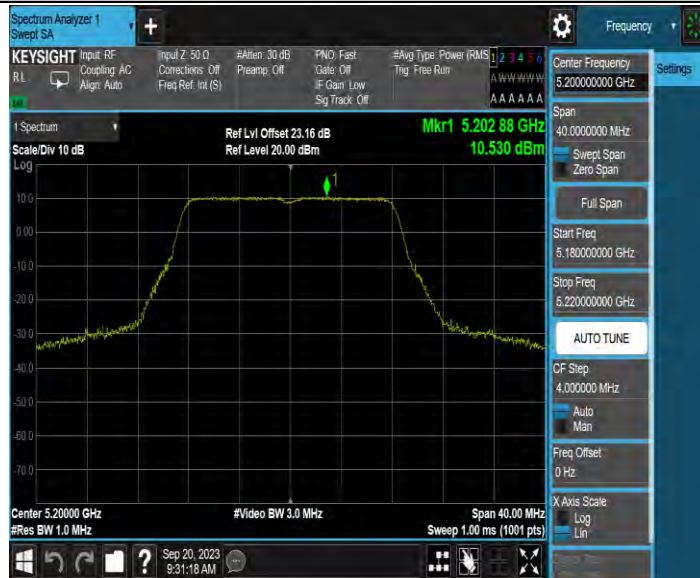 Spectrum Analyzer 1
Swept SA
+
Frequency
KEYSIGHT
RL
Input: RF
Coupling: AC
Align: Auto
Input Z: 50 Ω
Corrections: Off
Freq Ref: Int (S)
#Atten: 30 dB
Preamp: Off
PNO: Fast
Gate: Off
IF Gain: Low
Sig Track: Off
#Avg Type: Power (RMS
Trig: Free Run
1 2 3 4 5 6
A W W W W W
A A A A A A
1 Spectrum
Scale/Div 10 dB
Ref Lvl Offset 23.16 dB
Ref Level 20.00 dBm
Mkr1 5.202 88 GHz
10.530 dBm
Log
1
10.0
0.00
-10.0
-20.0
-30.0
-40.0
-50.0
-60.0
-70.0
Center 5.20000 GHz
#Res BW 1.0 MHz
#Video BW 3.0 MHz
Span 40.00 MHz
Sweep 1.00 ms (1001 pts)
Center Frequency
5.200000000 GHz
Settings
Span
40.0000000 MHz
Swept Span
Zero Span
Full Span
Start Freq
5.180000000 GHz
Stop Freq
5.220000000 GHz
AUTO TUNE
CF Step
4.000000 MHz
Auto
Man
Freq Offset
0 Hz
X Axis Scale
Log
Lin
?
Sep 20, 2023
9:31:18 AM